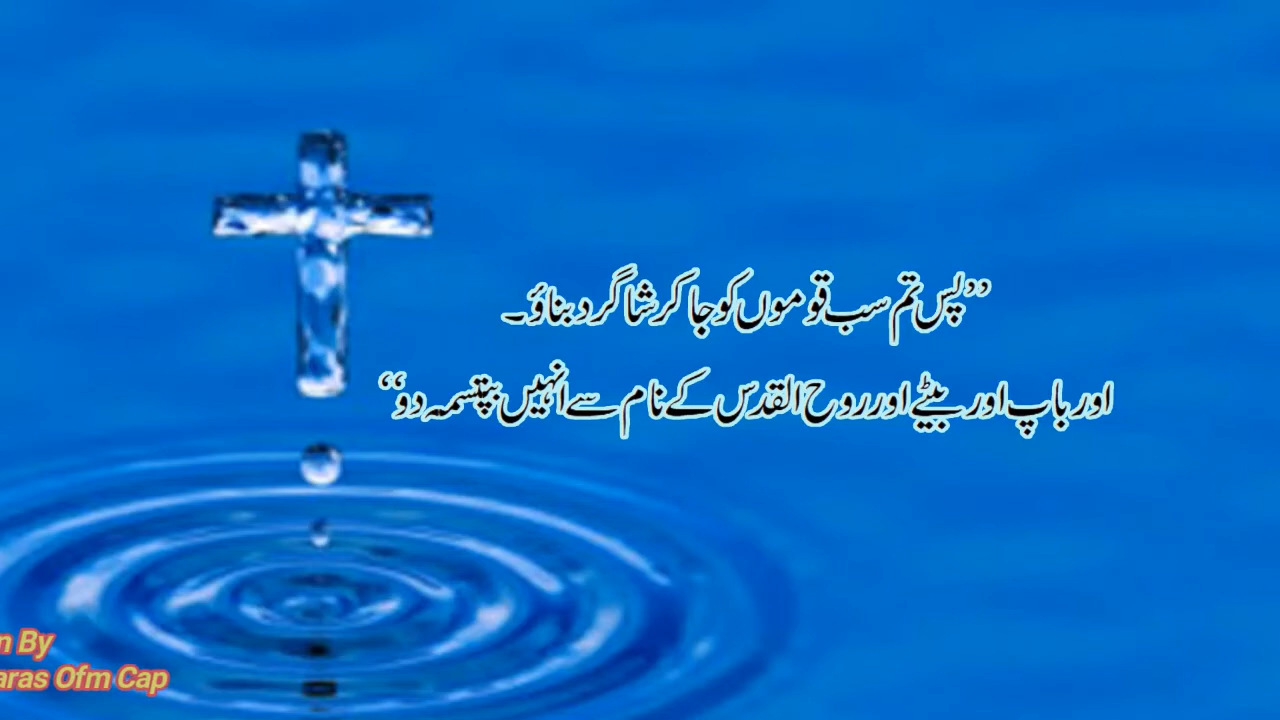 ”پس تم سب قوموں کو جا کر شاگرد بناؤ۔
اور باپ اور بیٹے اور روح القدس کے نام سے انہیں بپتسمہ دو“
By
Ofm Cap